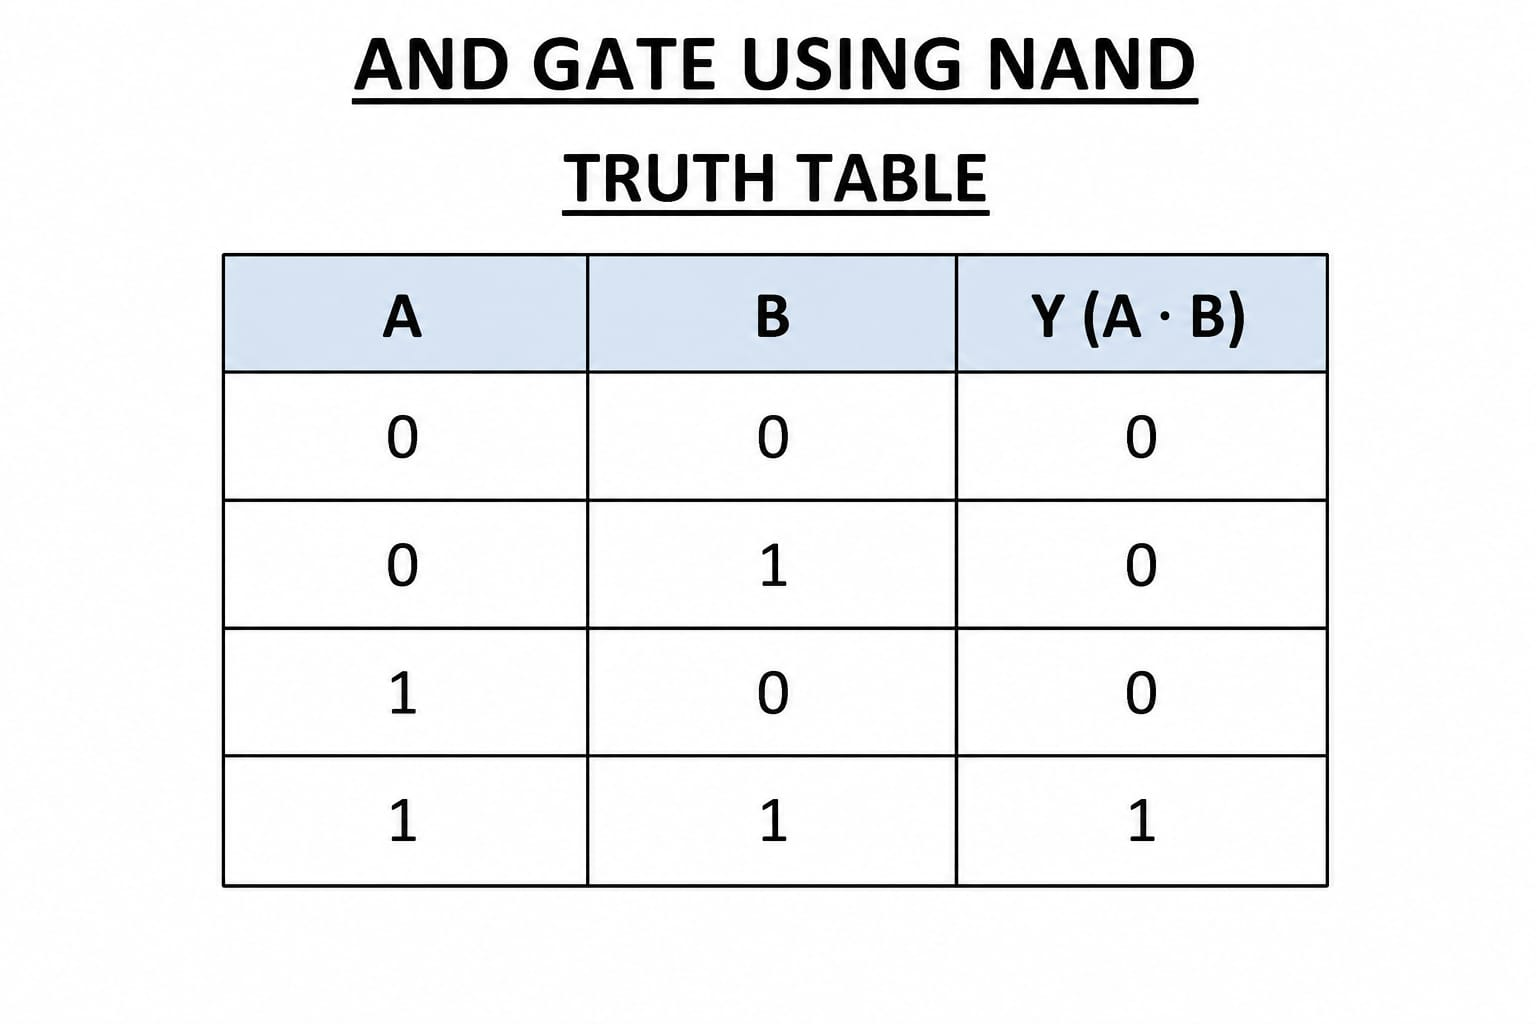 AND GATE USING NAND
TRUTH TABLE
A B Y (A · B)
0 0 0
0 1 0
1 0 0
1 1 1